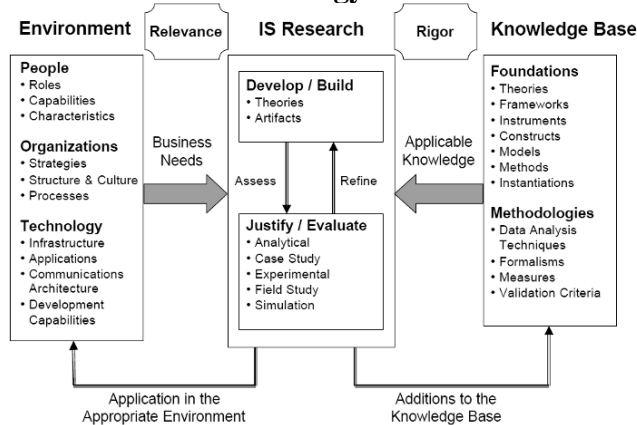 gy
Environment
Relevance
IS Research
Rigor
Knowledge Base
People
• Roles
• Capabilities
• Characteristics
Organizations
• Strategies
• Structure & Culture
• Processes
Technology
• Infrastructure
• Applications
• Communications
Architecture
• Development
Capabilities
Business
Needs
Develop / Build
• Theories
• Artifacts
Assess
Refine
Justify / Evaluate
• Analytical
• Case Study
• Experimental
• Field Study
• Simulation
Applicable
Knowledge
Foundations
• Theories
• Frameworks
• Instruments
• Constructs
• Models
• Methods
• Instantiations
Methodologies
• Data Analysis
Techniques
• Formalisms
• Measures
• Validation Criteria
Application in the
Appropriate Environment
Additions to the
Knowledge Base